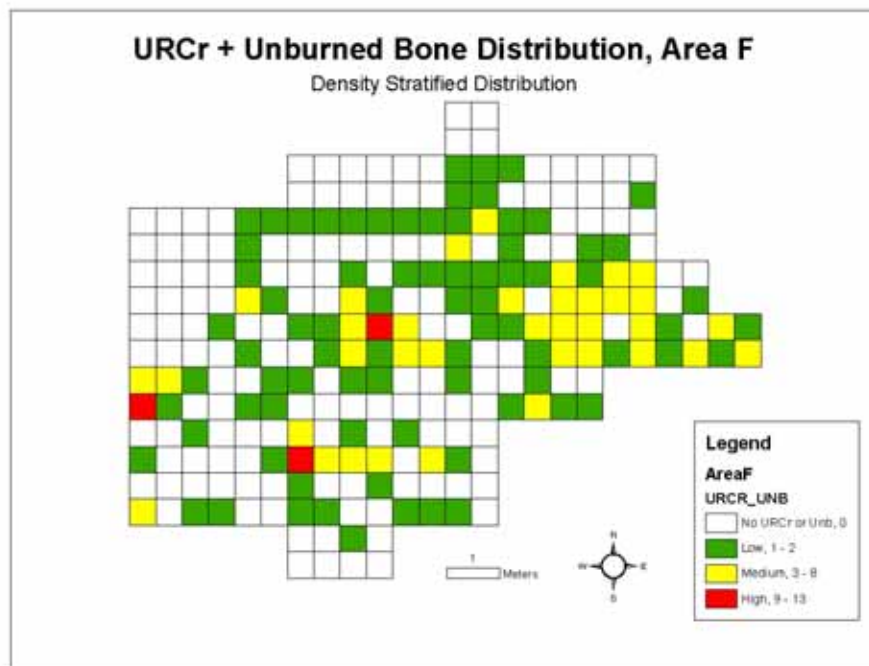 URCr + Unburned Bone Distribution, Area F
Density Stratified Distribution
Legend
AreaF
URCR_UNB
No URCr or Unb, 0
Low, 1 - 2
Medium, 3 - 8
High, 9 - 13
1
Meters
N
W
E
S